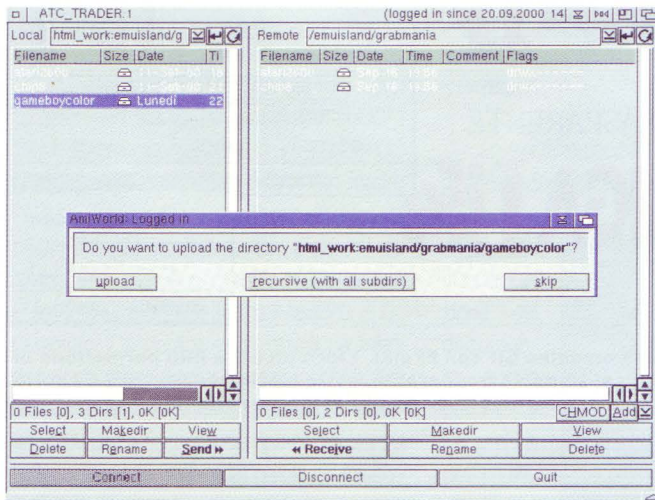 ATC_TRADER.1 (logged in since 20.09.2000 14
Local html_work:emuisland/g Remote /emuisland/grabmania
Filename Size Date Ti Filename Size Date Time Comment Flags
gameboycolor Lunedí 22
AmiWorld: Logged in
Do you want to upload the directory "html_work:emuisland/grabmania/gameboycolor"?
upload recursive (with all subdirs) skip
0 Files [0], 3 Dirs [1], 0K [0K] 0 Files [0], 2 Dirs [0], 0K [0K] CHMOD Add
Select Makedir View Select Makedir View
Delete Rename Send Receive Rename Delete
Connect Disconnect Quit